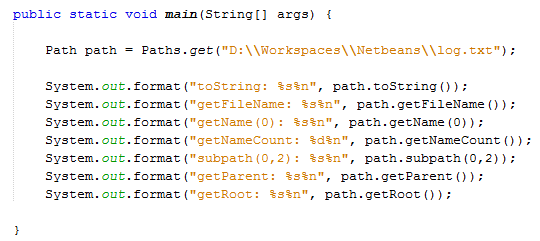 public static void main(String[] args) {
Path path = Paths.get("D:\\Workspaces\\Netbeans\\log.txt");
System.out.format("toString: %s%n", path.toString());
System.out.format("getFileName: %s%n", path.getFileName());
System.out.format("getName(0): %s%n", path.getName(0));
System.out.format("getNameCount: %d%n", path.getNameCount());
System.out.format("subpath(0,2): %s%n", path.subpath(0,2));
System.out.format("getParent: %s%n", path.getParent());
System.out.format("getRoot: %s%n", path.getRoot());
}